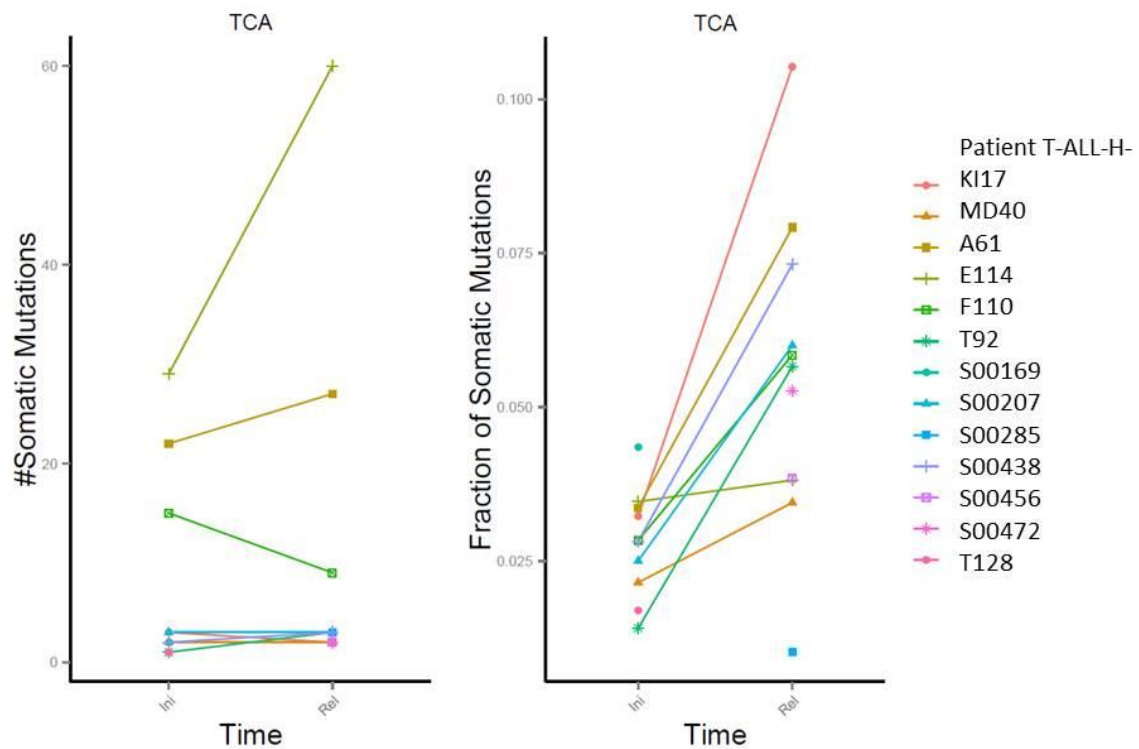 TCA
#Somatic Mutations
60
40
20
0
Ini
Rel
Time
TCA
Fraction of Somatic Mutations
0.100
0.075
0.050
0.025
Ini
Rel
Time
Patient T-ALL-H-
KI17
MD40
A61
E114
F110
T92
S00169
S00207
S00285
S00438
S00456
S00472
T128